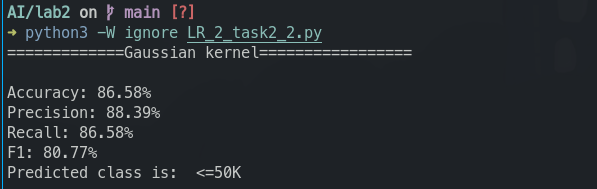 AI/lab2 on  main [?]
➜ python3 -W ignore LR_2_task2_2.py
=============Gaussian kernel=================
Accuracy: 86.58%
Precision: 88.39%
Recall: 86.58%
F1: 80.77%
Predicted class is:  <=50K